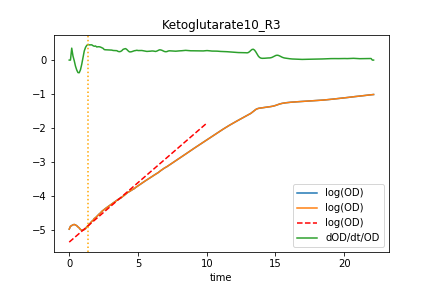 Ketoglutarate10_R3
0
−1
−2
−3
−4
−5
0 5 10 15 20
time
log(OD)
log(OD)
log(OD)
dOD/dt/OD